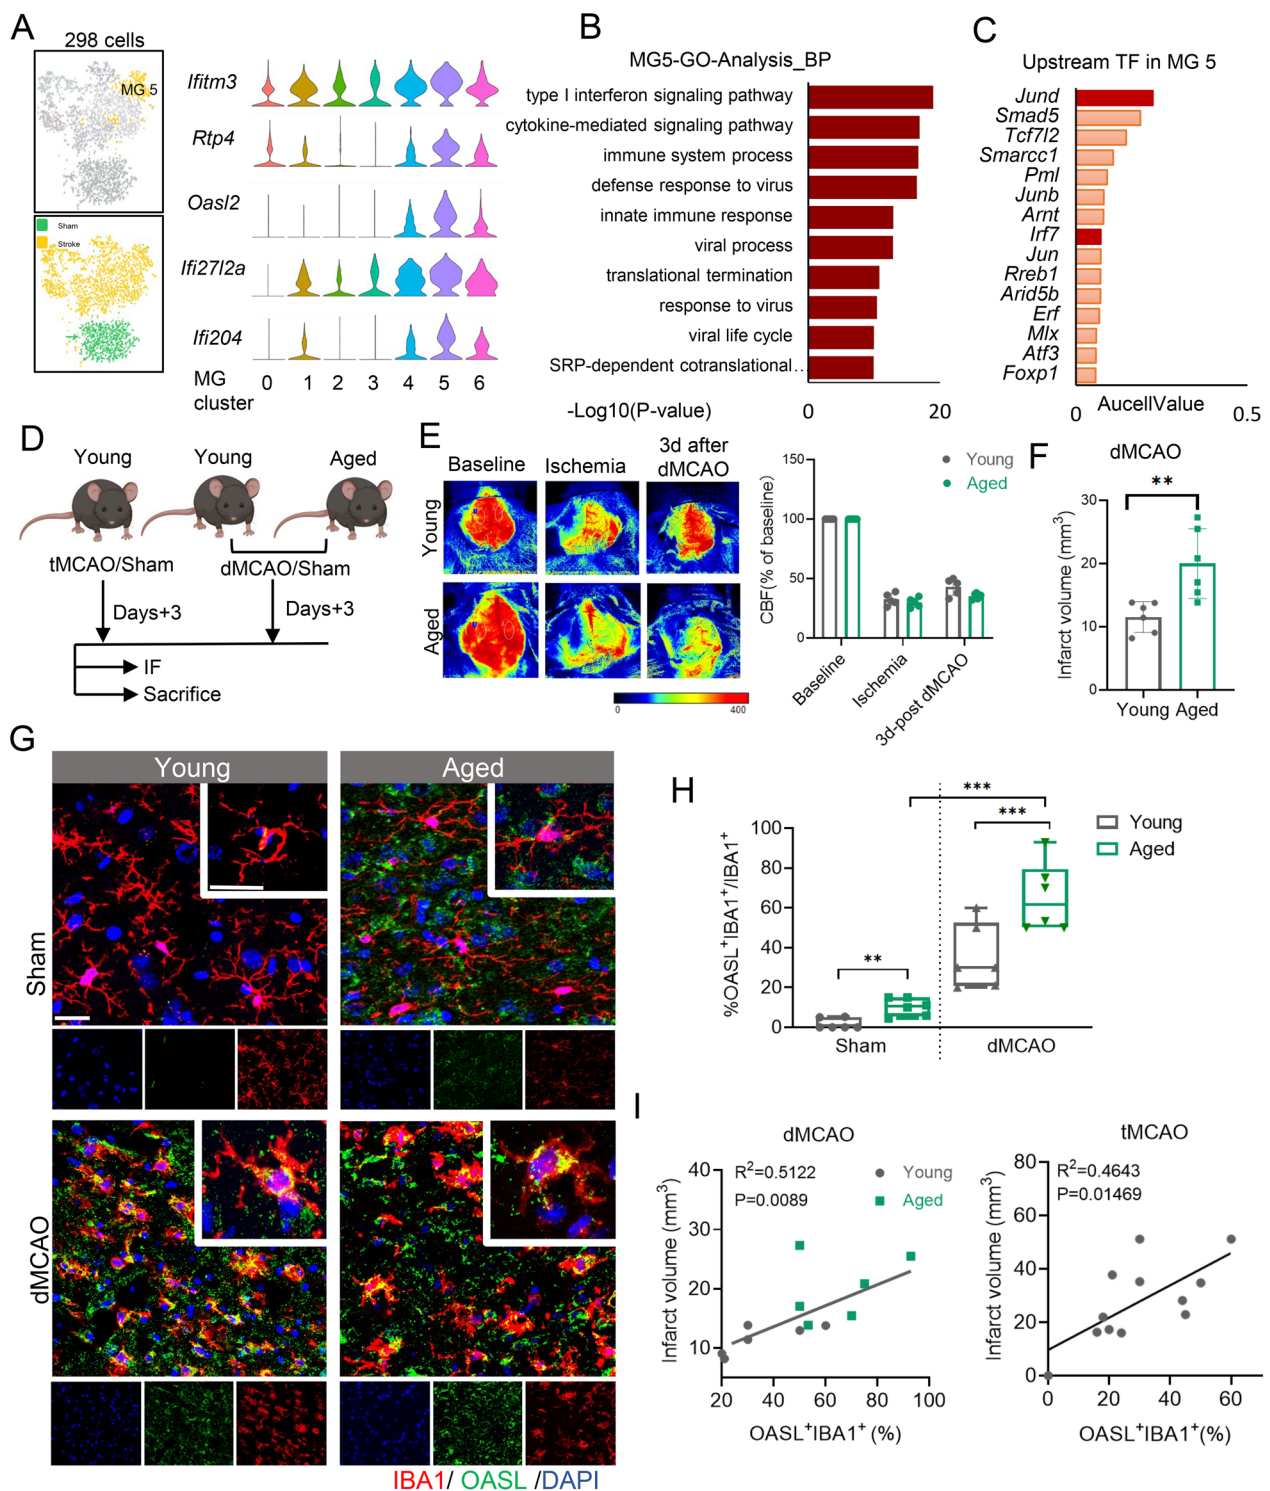 A
298 cells
MG 5
Sham
Stroke
Ifitm3
Rtp4
Oasl2
Ifi27l2a
Ifi204
MG
cluster
0 1 2 3 4 5 6
B
MG5-GO-Analysis_BP
type I interferon signaling pathway
cytokine-mediated signaling pathway
immune system process
defense response to virus
innate immune response
viral process
translational termination
response to virus
viral life cycle
SRP-dependent cotranslational…
-Log10(P-value)
0 20
C
Upstream TF in MG 5
Jund
Smad5
Tcf7l2
Smarcc1
Pml
Junb
Arnt
Irf7
Jun
Rreb1
Arid5b
Erf
Mlx
Atf3
Foxp1
0 AucellValue 0.5
D
Young Young Aged
tMCAO/Sham dMCAO/Sham
Days+3 Days+3
IF
Sacrifice
E
Baseline Ischemia 3d after
dMCAO
Young
Aged
0 400
CBF(% of baseline)
150
100
50
0
Young
Aged
Baseline
Ischemia
3d-post dMCAO
F
dMCAO
**
Infarct volume (mm³)
30
20
10
0
Young Aged
G
Young Aged
Sham
dMCAO
IBA1/ OASL /DAPI
H
***
***
**
Young
Aged
%OASL⁺IBA1⁺/IBA1⁺
100
80
60
40
20
0
Sham dMCAO
I
dMCAO
R²=0.5122
P=0.0089
Young
Aged
Infarct volume (mm³)
40
30
20
10
20 40 60 80 100
OASL⁺IBA1⁺(%)
tMCAO
R²=0.4643
P=0.01469
Infarct volume (mm³)
80
60
40
20
0
0 20 40 60
OASL⁺IBA1⁺(%)